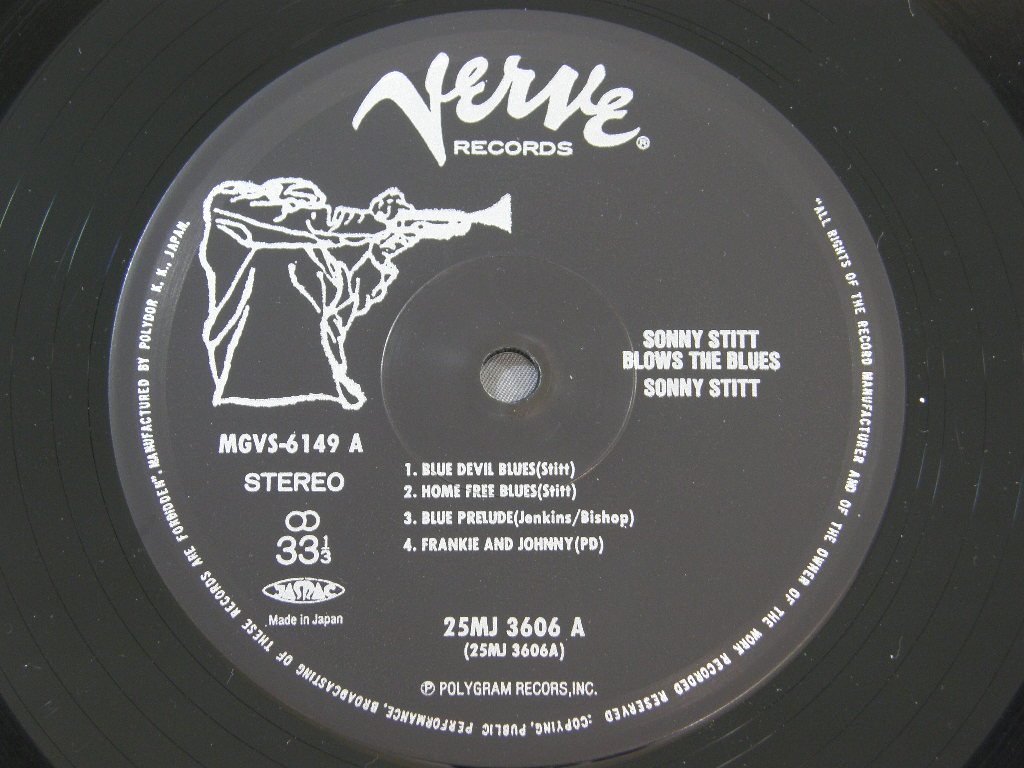 Verve®
RECORDS
SONNY STITT
BLOWS THE BLUES
SONNY STITT
MGVS-6149 A
STEREO
33 1/3
JASRAC
Made in Japan
1. BLUE DEVIL BLUES(Stitt)
2. HOME FREE BLUES(Stitt)
3. BLUE PRELUDE(Jenkins/Bishop)
4. FRANKIE AND JOHNNY(PD)
25MJ 3606 A
(25MJ 3606A)
℗ POLYGRAM RECORS,INC.
"ALL RIGHTS OF THE RECORD MANUFACTURER AND OF THE OWNER OF THE WORK RECORDED RESERVED :COPYING, PUBLIC PERFORMANCE, BROADCASTING OF THESE RECORDS ARE FORBIDDEN". MANUFACTURED BY POLYDOR K. K., JAPAN.